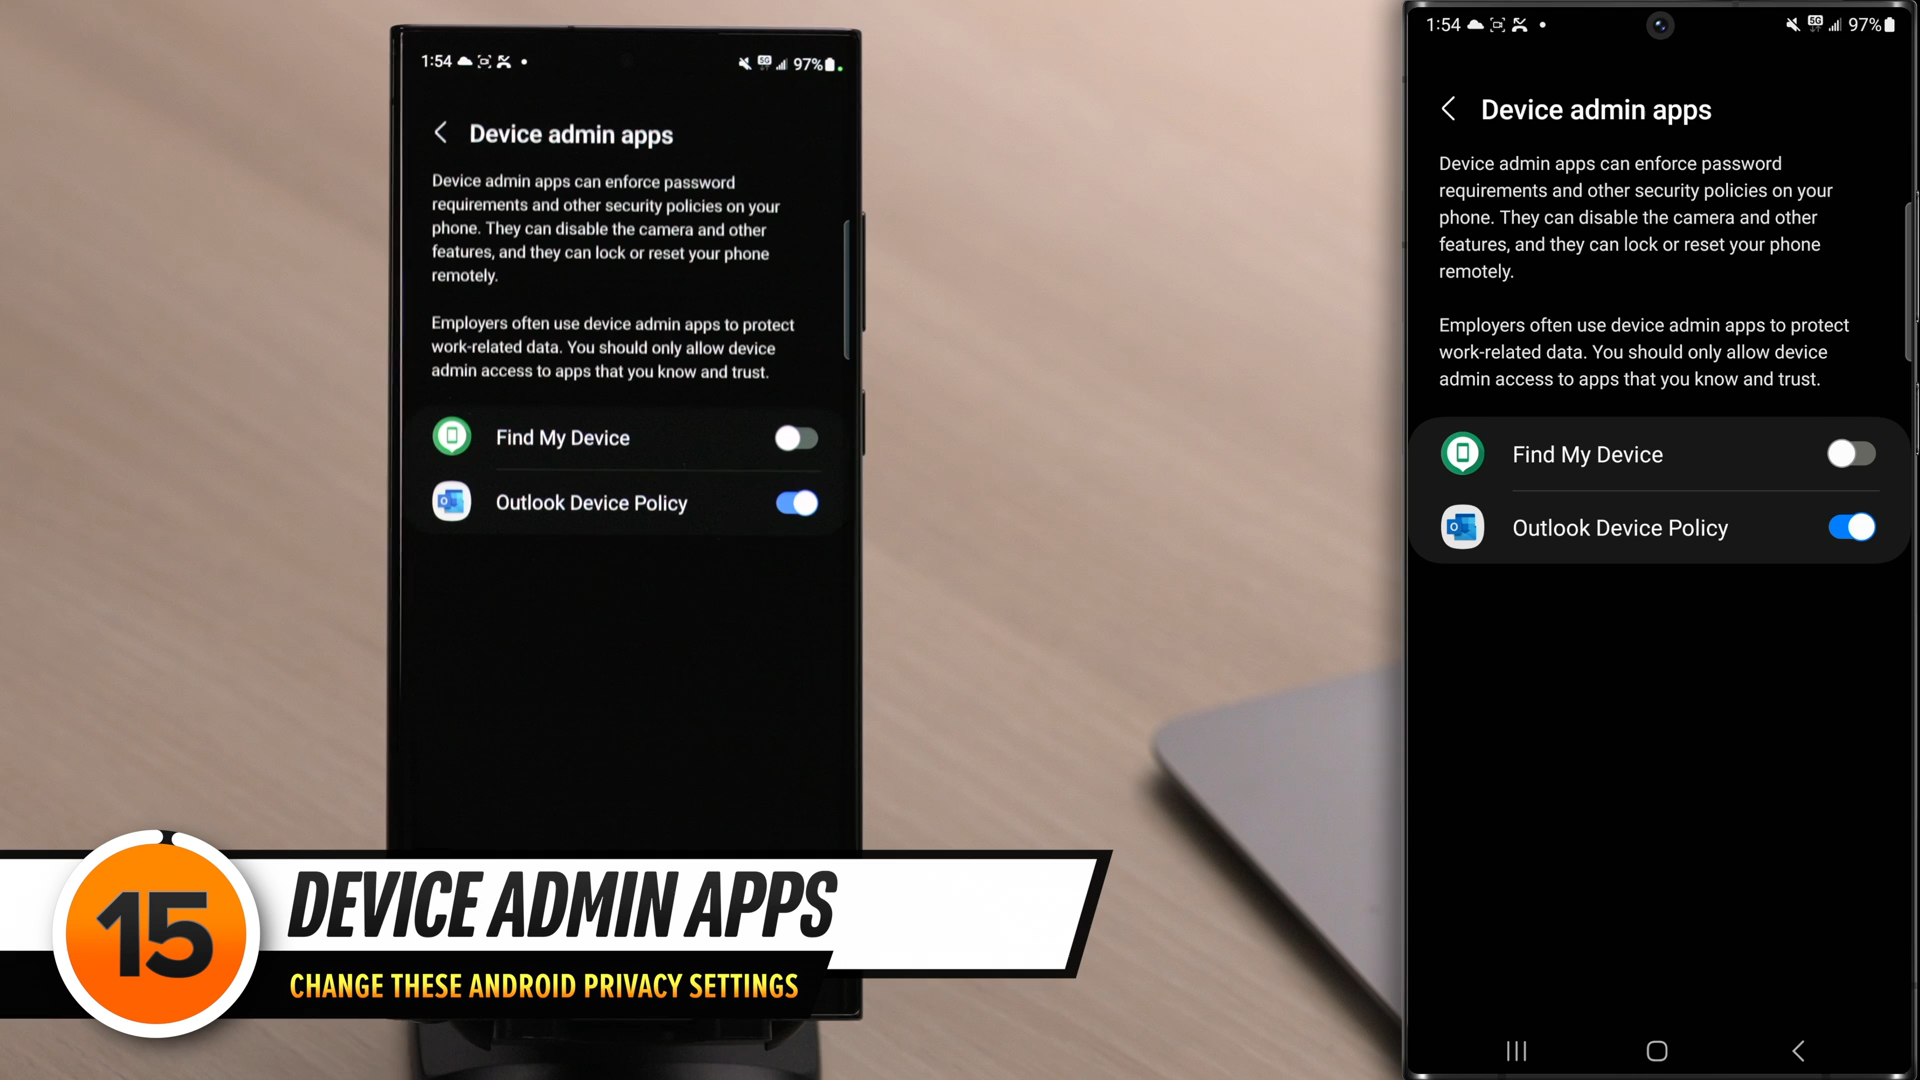 1:54
5G
97%
Device admin apps
Device admin apps can enforce password
requirements and other security policies on your
phone. They can disable the camera and other
features, and they can lock or reset your phone
remotely.
Employers often use device admin apps to protect
work-related data. You should only allow device
admin access to apps that you know and trust.
Find My Device
Outlook Device Policy
1:54
5G
97%
Device admin apps
Device admin apps can enforce password
requirements and other security policies on your
phone. They can disable the camera and other
features, and they can lock or reset your phone
remotely.
Employers often use device admin apps to protect
work-related data. You should only allow device
admin access to apps that you know and trust.
Find My Device
Outlook Device Policy
15
DEVICE ADMIN APPS
CHANGE THESE ANDROID PRIVACY SETTINGS